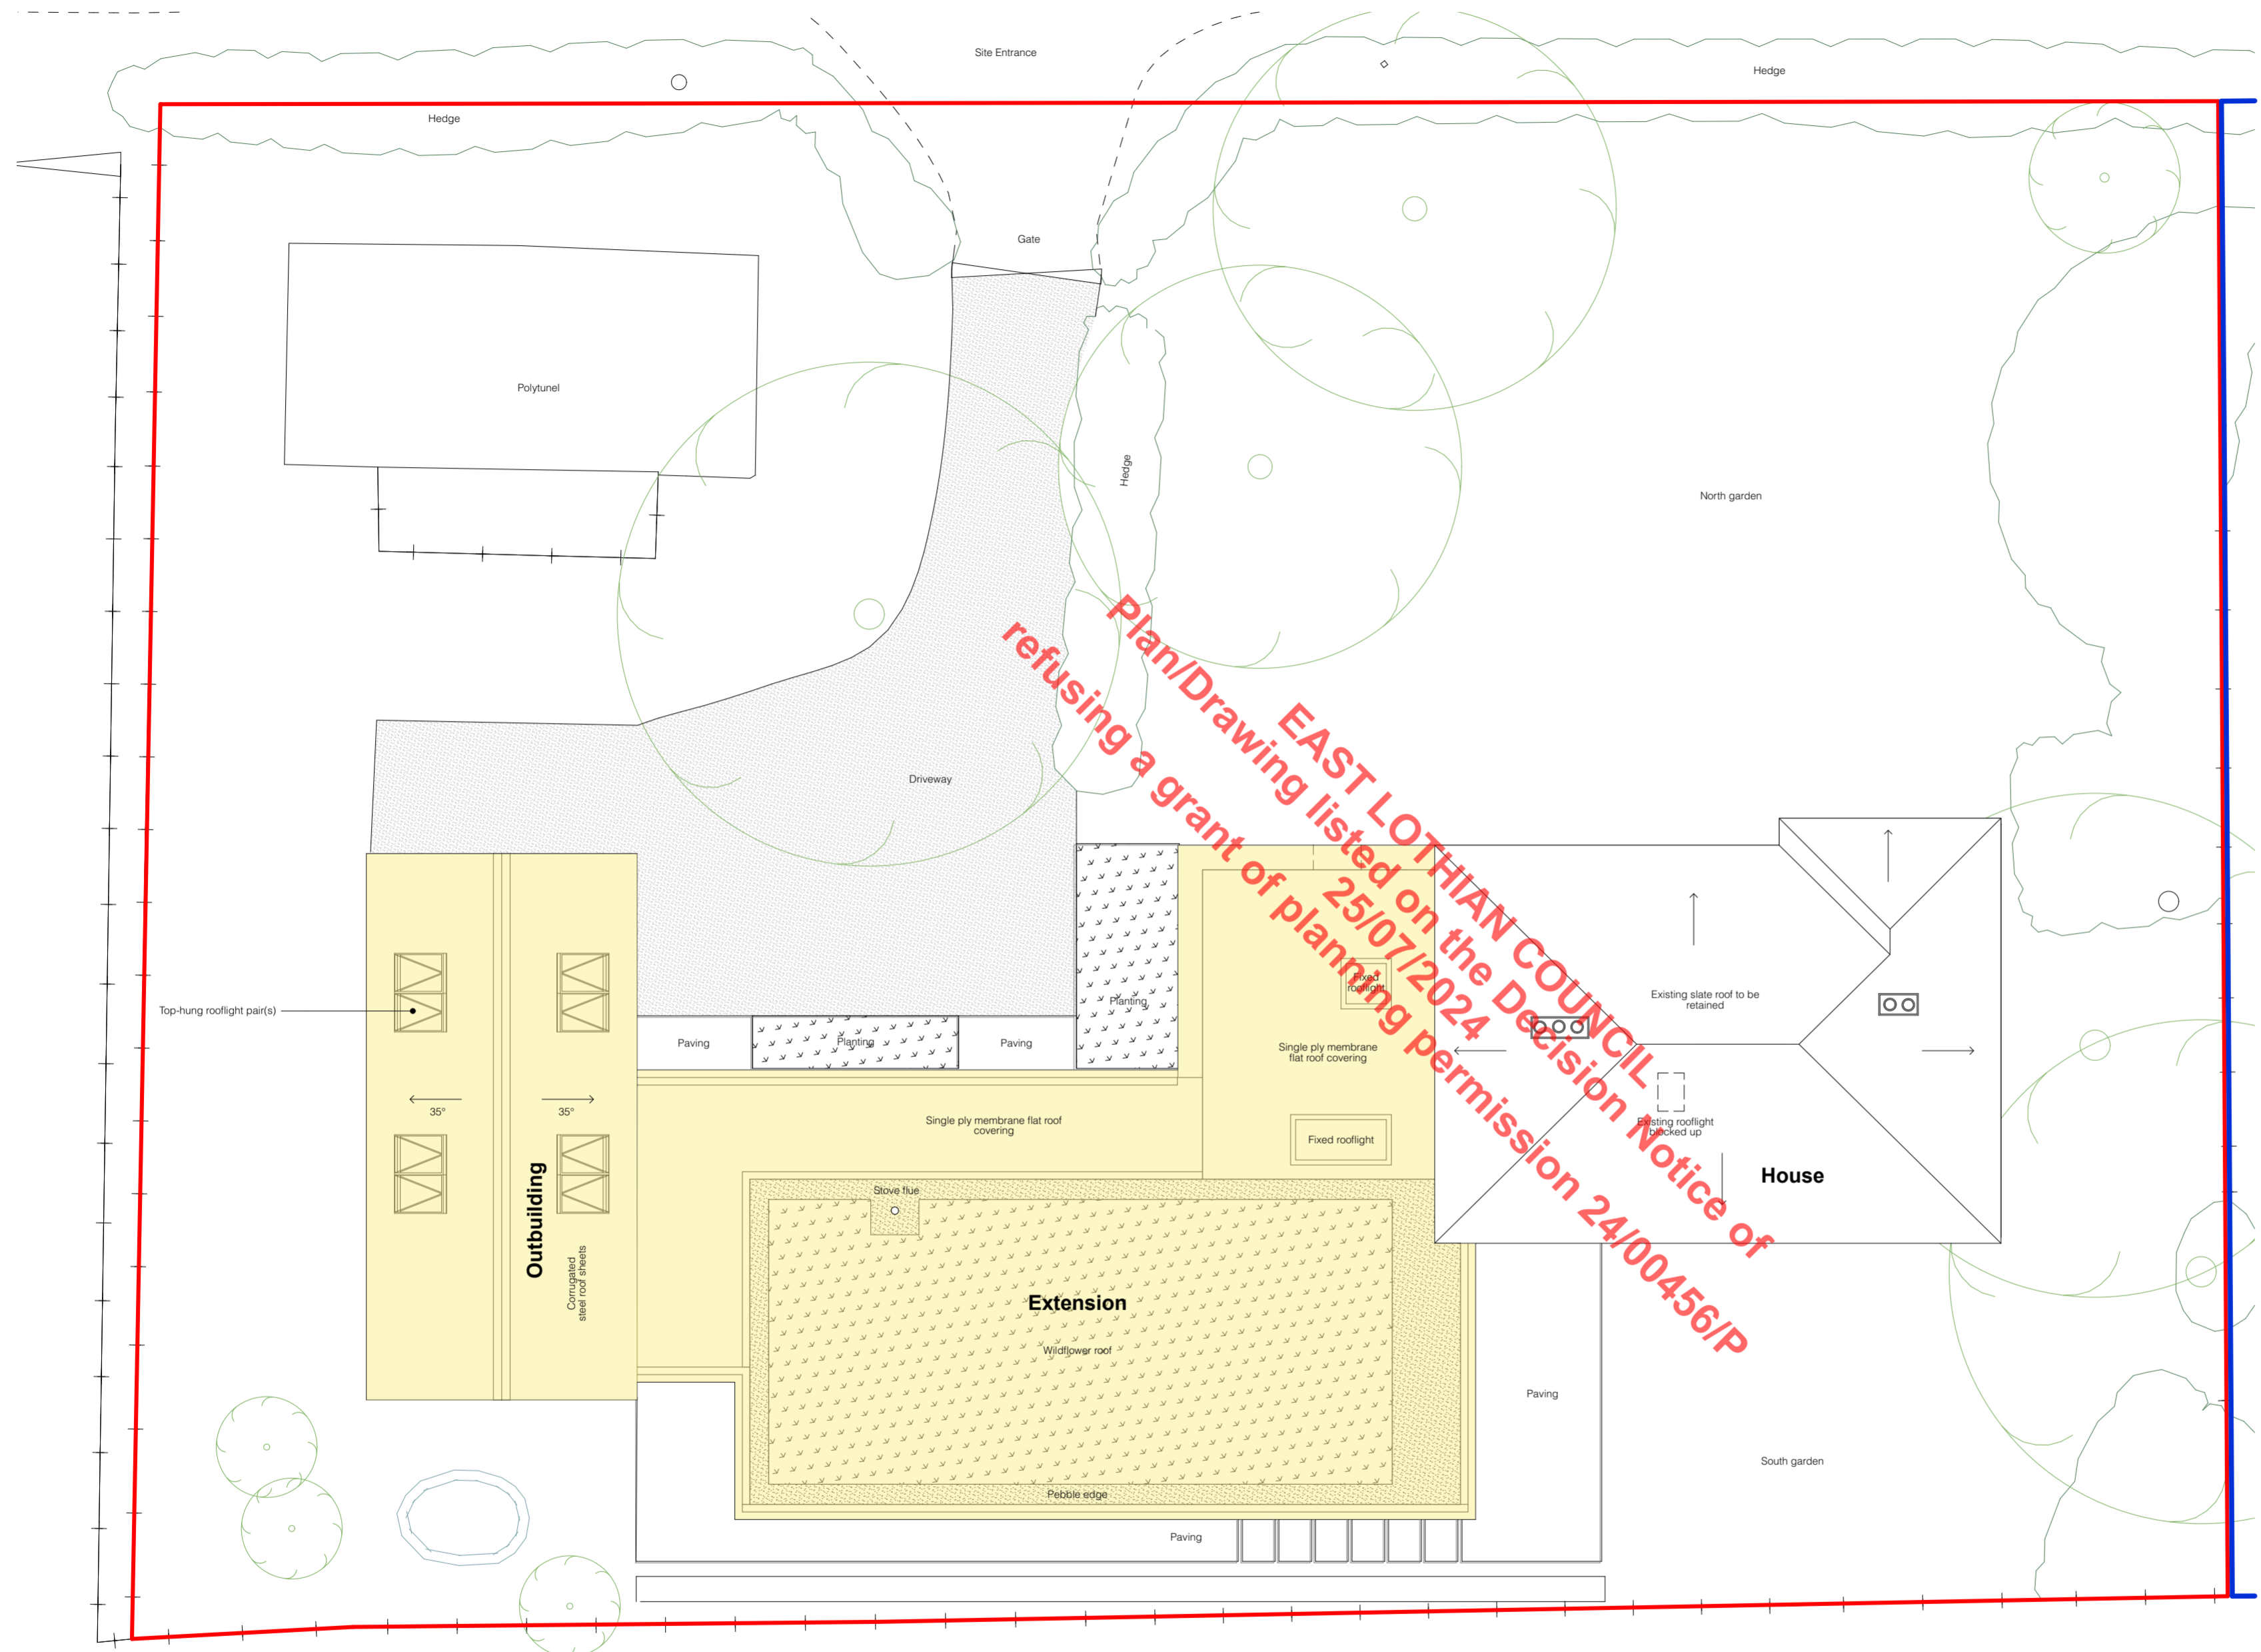 Site Entrance
Hedge
Hedge
Gate
Polytunnel
Hedge
North garden
Driveway
Top-hung rooflight pair(s)
Paving
Planting
Paving
Planting
Fixed
rooflight
Single ply membrane
flat roof covering
Existing slate roof to be
retained
35°
35°
Single ply membrane flat roof
covering
Fixed rooflight
Existing rooflight
blocked up
House
Outbuilding
Corrugated
steel roof sheets
Stove flue
Extension
Wildflower roof
Pebble edge
Paving
Paving
South garden
EAST LOTHIAN COUNCIL
Plan/Drawing listed on the Decision Notice of
25/07/2024
refusing a grant of planning permission 24/00456/P